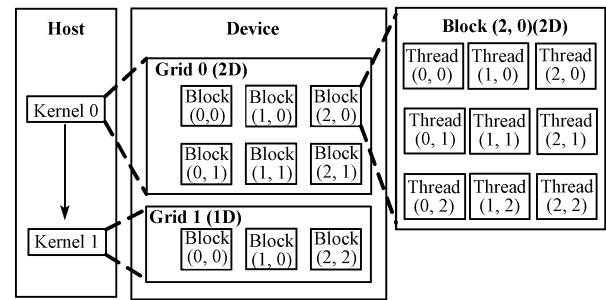 Host
Kernel 0
Kernel 1
Device
Grid 0 (2D)
Block Block Block
(0,0) (1, 0) (2, 0)
Block Block Block
(0, 1) (1, 1) (2, 1)
Grid 1 (1D)
Block Block Block
(0, 0) (1, 0) (2, 2)
Block (2, 0)(2D)
Thread Thread Thread
(0, 0) (1, 0) (2, 0)
Thread Thread Thread
(0, 1) (1, 1) (2, 1)
Thread Thread Thread
(0, 2) (1, 2) (2, 2)